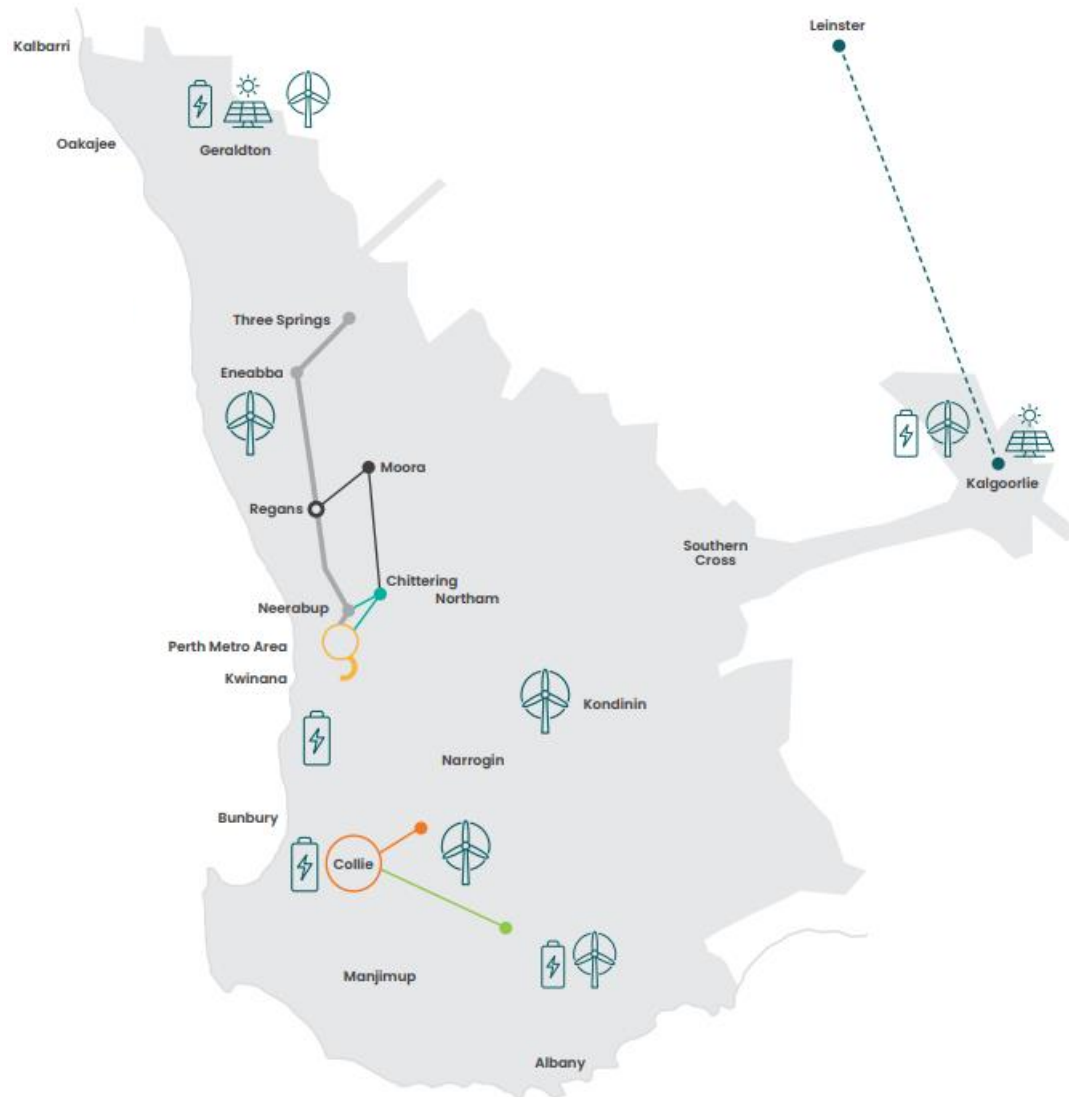 Leinster
Kalbarri
Oakajee
Geraldton
Three Springs
Eneabba
Moora
Kalgoorlie
Regans
Southern
Cross
Chittering
Northam
Neerabup
Perth Metro Area
Kwinana
Kondinin
Narrogin
Bunbury
Collie
Manjimup
Albany